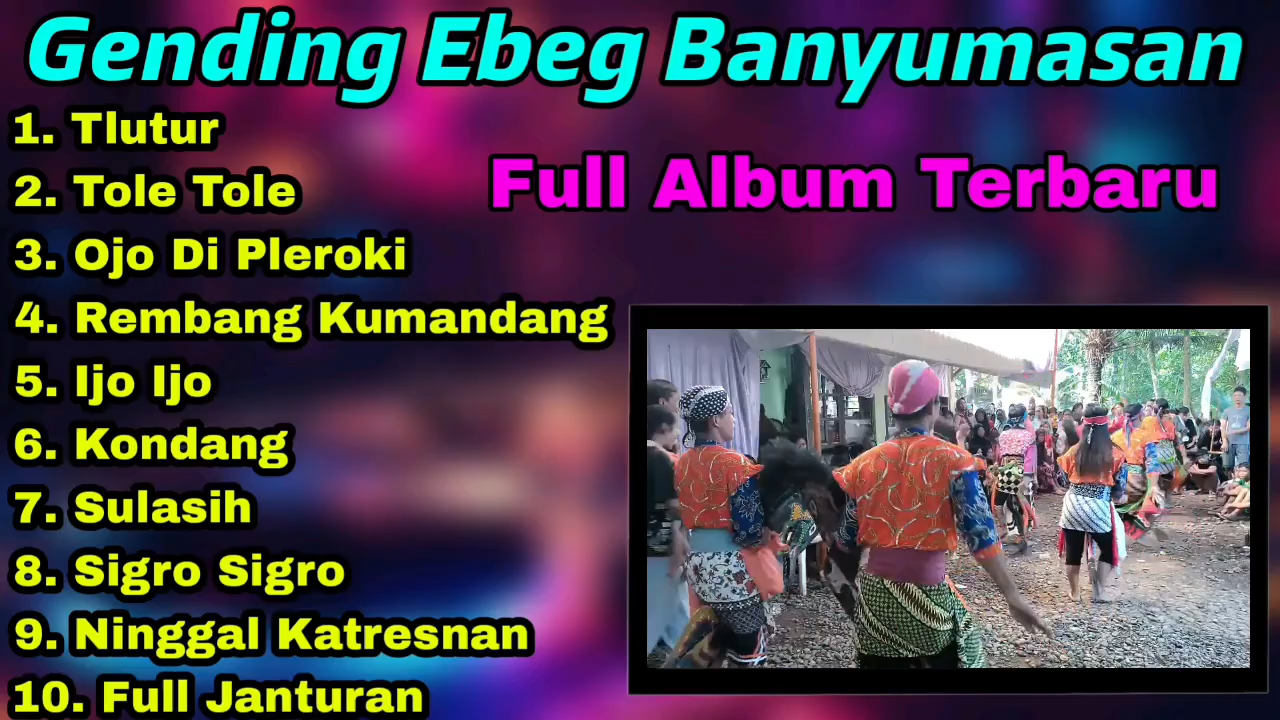 Gending Ebeg Banyumasan
Full Album Terbaru
1. Tlutur
2. Tole Tole
3. Ojo Di Pleroki
4. Rembang Kumandang
5. Ijo Ijo
6. Kondang
7. Sulasih
8. Sigro Sigro
9. Ninggal Katresnan
10. Full Janturan